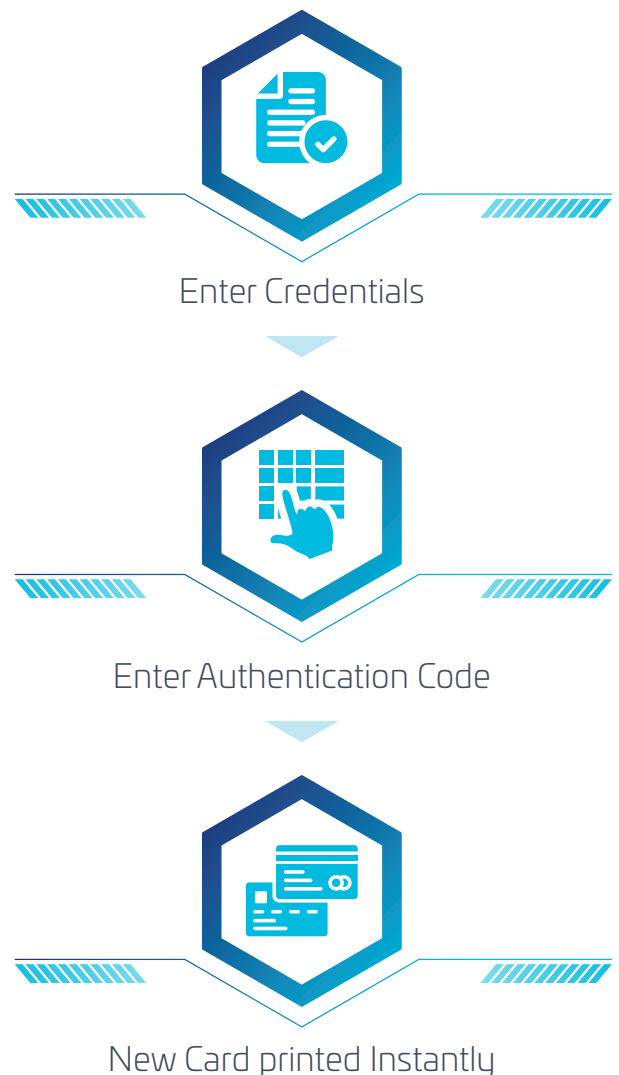 Enter Credentials
Enter Authentication Code
New Card printed Instantly